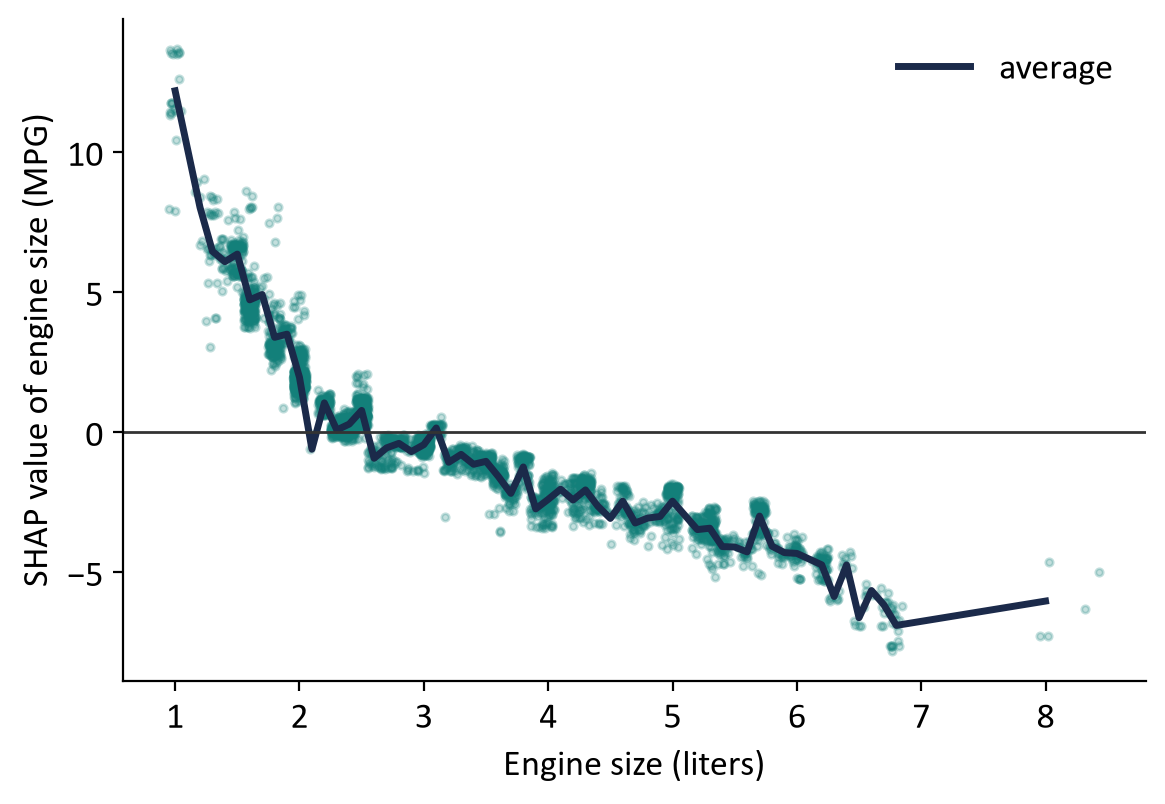 average
10
5
0
−5
SHAP value of engine size (MPG)
1 2 3 4 5 6 7 8
Engine size (liters)